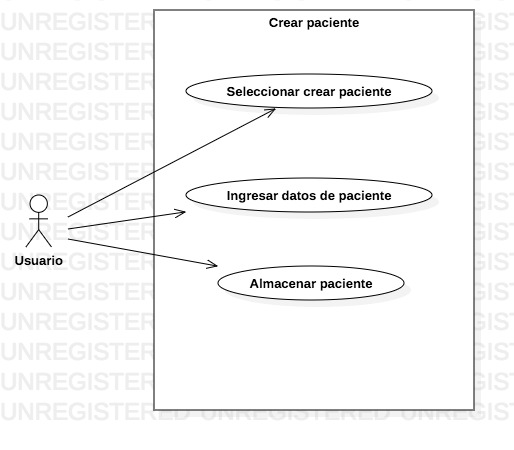 Crear paciente
Seleccionar crear paciente
Ingresar datos de paciente
Usuario
Almacenar paciente
UNREGISTERED UNREGISTERED UNREGISTERED